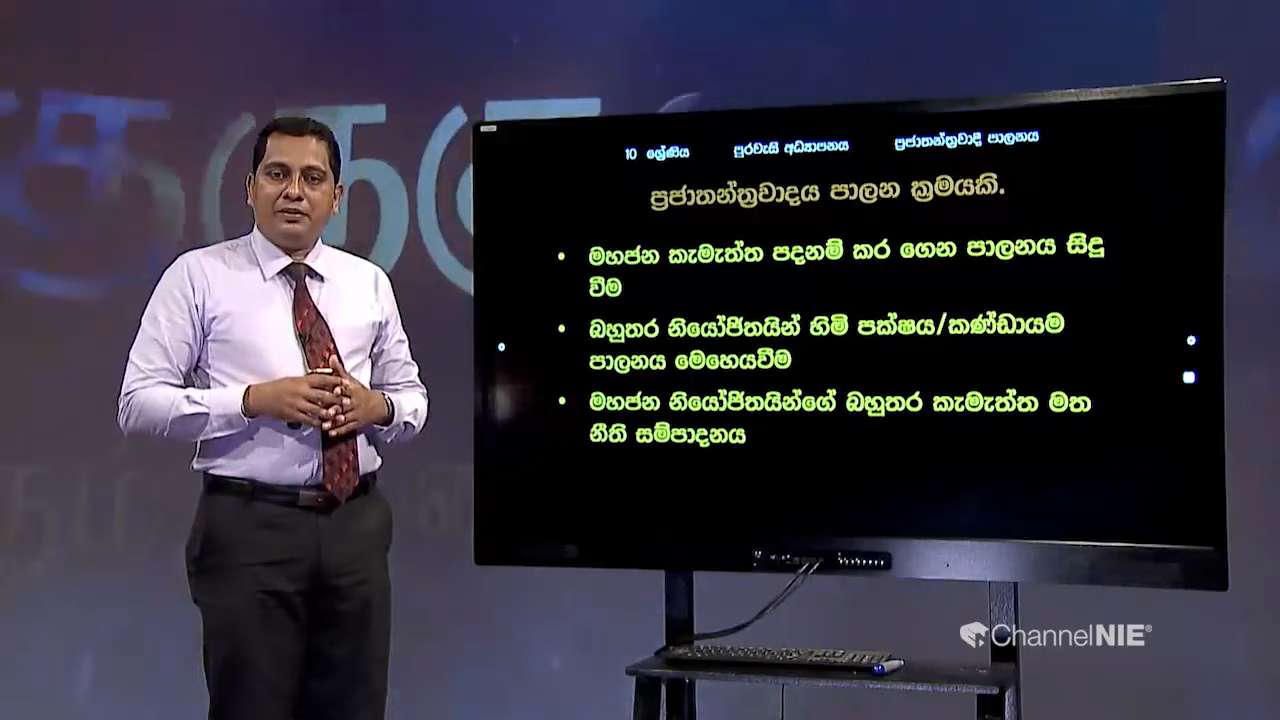 10 ශ්‍රේණිය පුරවැසි අධ්‍යාපනය ප්‍රජාතන්ත්‍රවාදී පාලනය
ප්‍රජාතන්ත්‍රවාදය පාලන ක්‍රමයකි.
• මහජන කැමැත්ත පදනම් කර ගෙන පාලනය සිදු
වීම
• බහුතර නියෝජිතයින් හිමි පක්ෂය/කණ්ඩායම
පාලනය මෙහෙයවීම
• මහජන නියෝජිතයින්ගේ බහුතර කැමැත්ත මත
නීති සම්පාදනය
ChannelNIE®